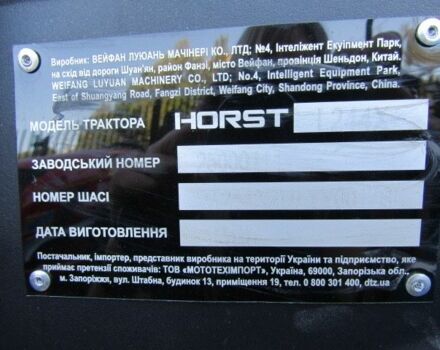 Виробник: ВЕЙФАН ЛУЮАНЬ МАЧІНЕРІ КО., ЛТД; №4, Інтеліжент Екуіпмент Парк,
на схід від дороги Шуан'ян, район Фанзі, місто Вейфан, провінція Шеньдон, Китай.
WEIFANG LUYUAN MACHINERY CO., LTD; No.4, Intelligent Equipment Park,
East of Shuangyang Road, Fangzi District, Weifang City, Shandong Province, China.
МОДЕЛЬ ТРАКТОРА HORST
ЗАВОДСЬКИЙ НОМЕР
НОМЕР ШАСІ
ДАТА ВИГОТОВЛЕННЯ
Постачальник, імпортер, представник виробника на території України та підприємство, яке
приймає претензії споживачів: ТОВ «МОТОТЕХІМПОРТ», Україна, 69000, Запорізька обл.,
м. Запоріжжя, вул. Штабна, будинок 13, приміщення 19, тел. 0 800 301 400, dtz.ua